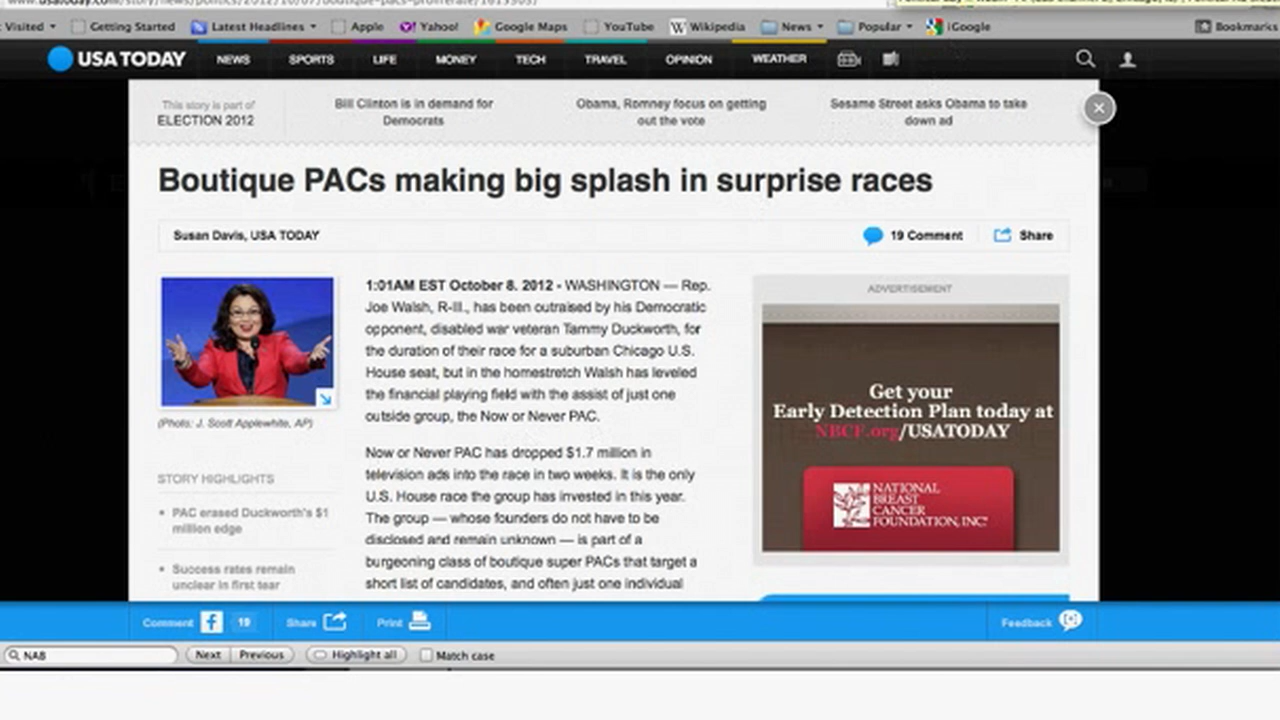 Visited
Getting Started
Latest Headlines
Apple
Yahoo!
Google Maps
YouTube
Wikipedia
News
Popular
iGoogle
Bookmarks
USA TODAY
NEWS
SPORTS
LIFE
MONEY
TECH
TRAVEL
OPINION
WEATHER
This story is part of
ELECTION 2012
Bill Clinton is in demand for
Democrats
Obama, Romney focus on getting
out the vote
Sesame Street asks Obama to take
down ad
Boutique PACs making big splash in surprise races
Susan Davis, USA TODAY
19 Comment
Share
(Photo: J. Scott Applewhite, AP)
STORY HIGHLIGHTS
• PAC erased Duckworth's $1
million edge
• Success rates remain
unclear in first tear
1:01AM EST October 8. 2012 - WASHINGTON — Rep.
Joe Walsh, R-Ill., has been outraised by his Democratic
opponent, disabled war veteran Tammy Duckworth, for
the duration of their race for a suburban Chicago U.S.
House seat, but in the homestretch Walsh has leveled
the financial playing field with the assist of just one
outside group, the Now or Never PAC.
Now or Never PAC has dropped $1.7 million in
television ads into the race in two weeks. It is the only
U.S. House race the group has invested in this year.
The group — whose founders do not have to be
disclosed and remain unknown — is part of a
burgeoning class of boutique super PACs that target a
short list of candidates, and often just one individual
ADVERTISEMENT
Get your
Early Detection Plan today at
NBCF.org/USATODAY
NATIONAL
BREAST
CANCER
FOUNDATION, INC.®
Comment
19
Share
Print
Feedback
NAB
Next
Previous
Highlight all
Match case